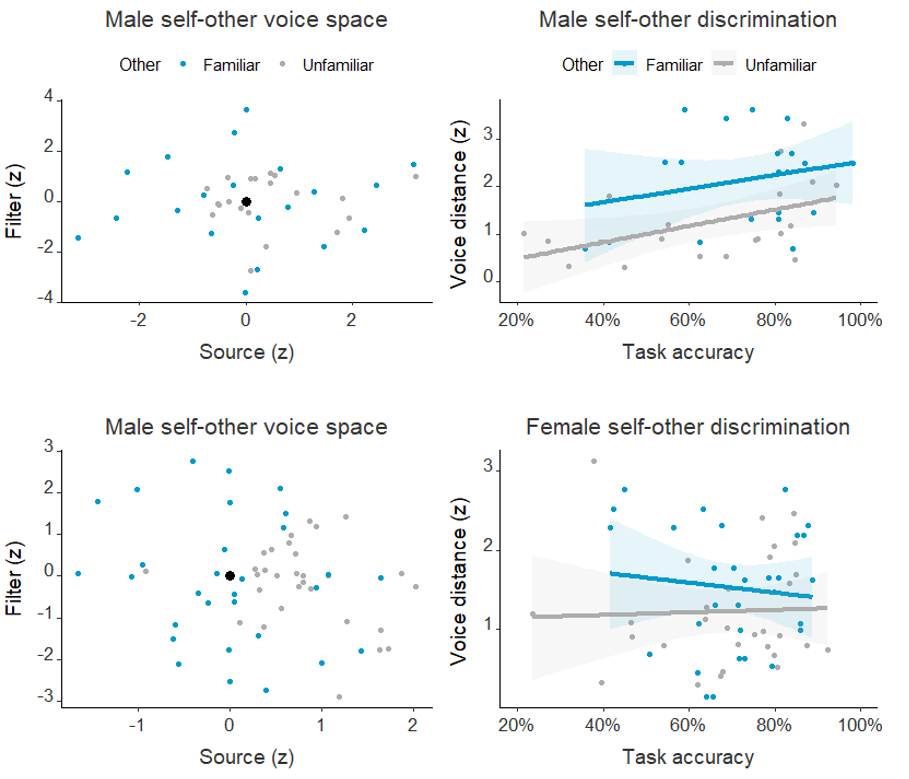 Male self-other voice space
Other Familiar Unfamiliar
Filter (z)
4
2
0
-2
-4
-2 0 2
Source (z)
Male self-other discrimination
Other Familiar Unfamiliar
Voice distance (z)
3
2
1
0
20% 40% 60% 80% 100%
Task accuracy
Male self-other voice space
Filter (z)
3
2
1
0
-1
-2
-3
-1 0 1 2
Source (z)
Female self-other discrimination
Voice distance (z)
3
2
1
20% 40% 60% 80% 100%
Task accuracy